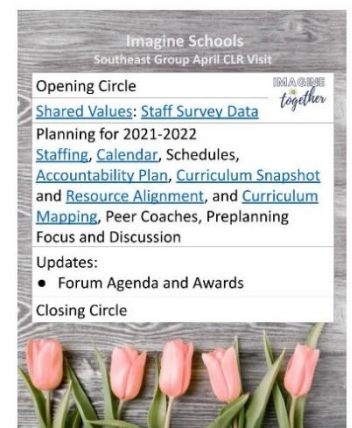 Imagine Schools
Southeast Group April CLR Visit
Opening Circle
IMAGINE
together
Shared Values: Staff Survey Data
Planning for 2021-2022
Staffing, Calendar, Schedules,
Accountability Plan, Curriculum Snapshot
and Resource Alignment, and Curriculum
Mapping, Peer Coaches, Preplanning
Focus and Discussion
Updates:
● Forum Agenda and Awards
Closing Circle